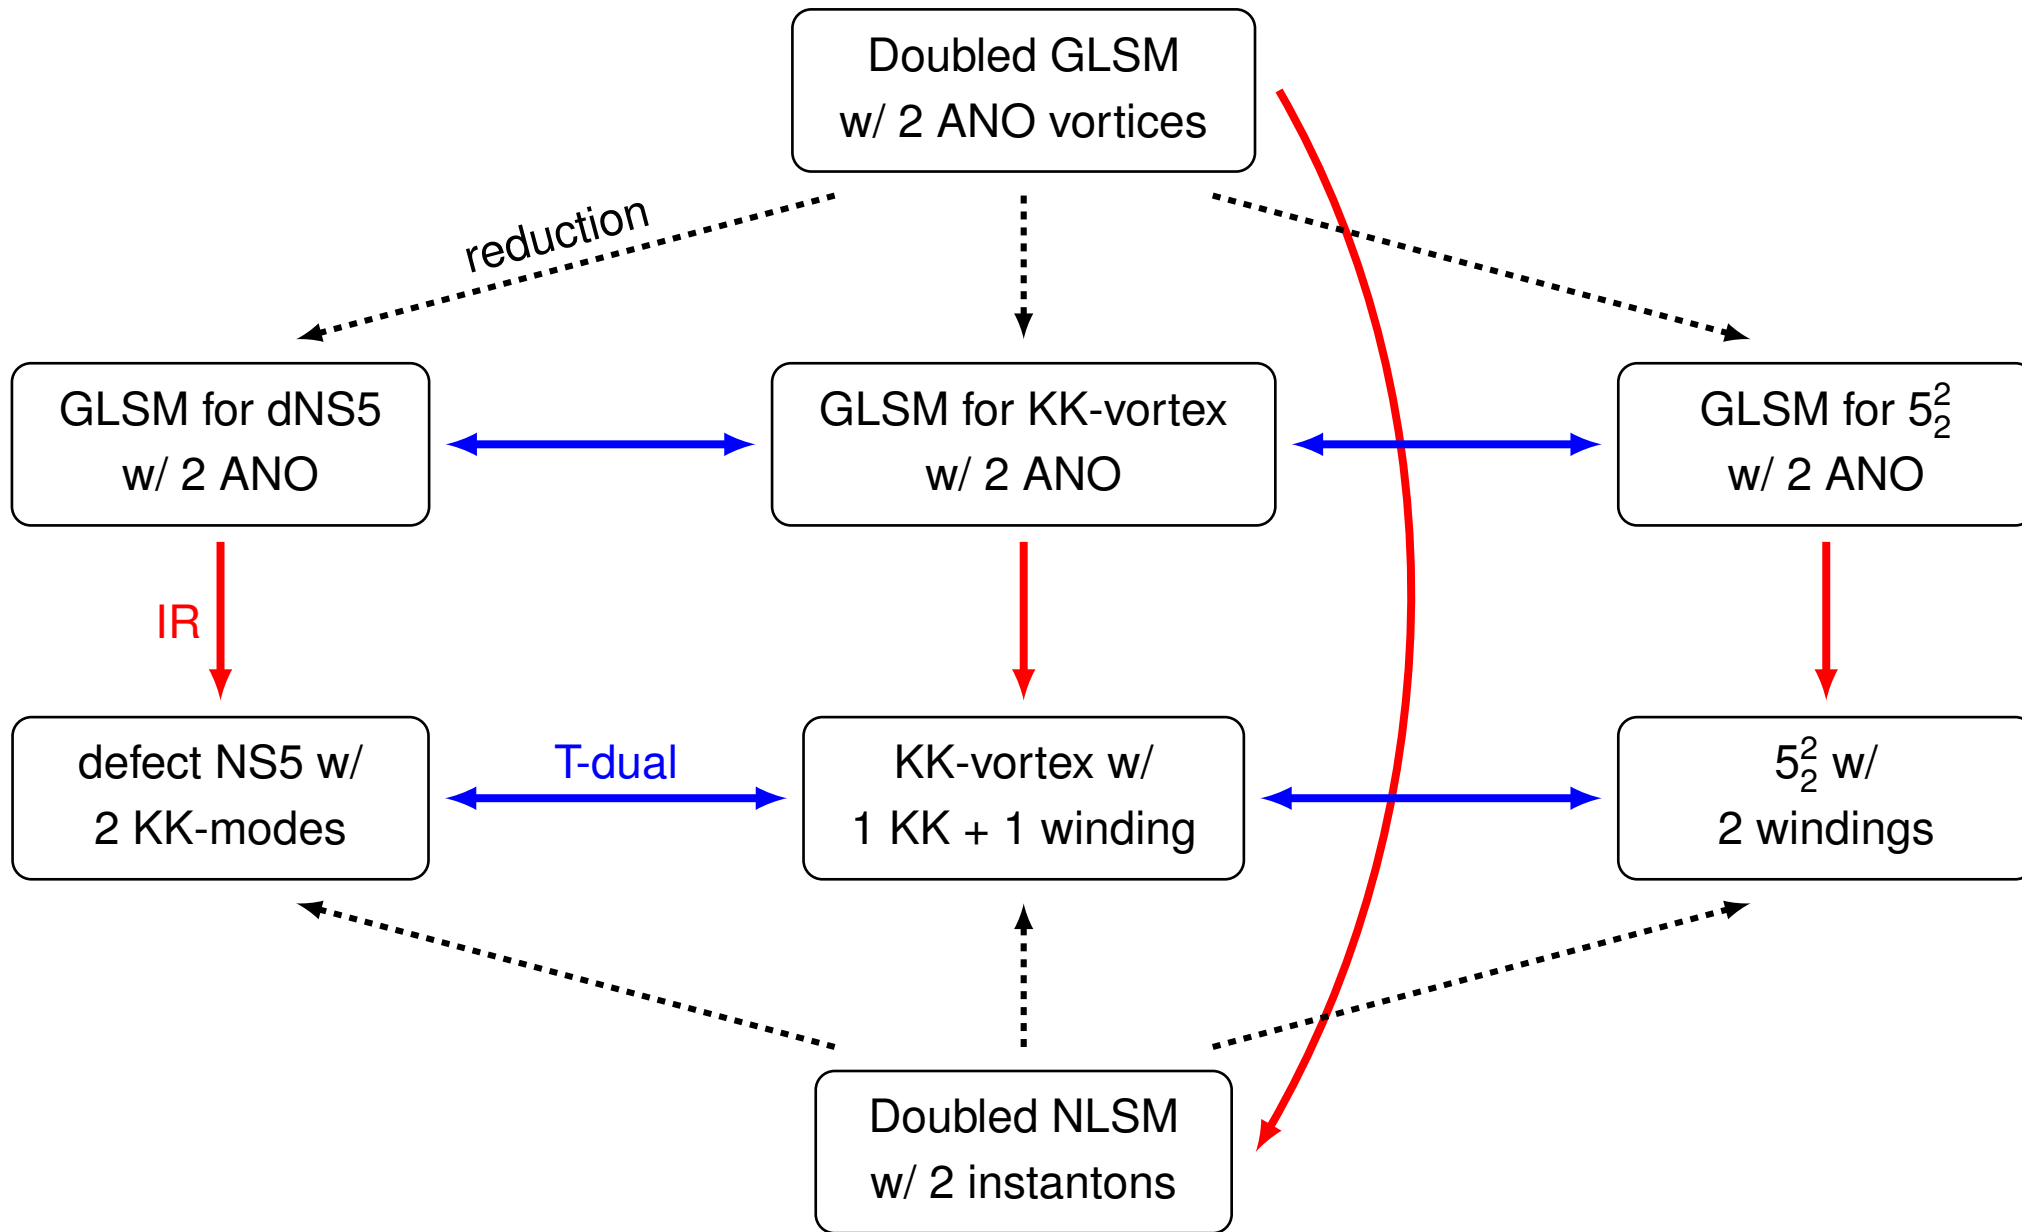 Doubled GLSM
w/ 2 ANO vortices
reduction
GLSM for dNS5
w/ 2 ANO
GLSM for KK-vortex
w/ 2 ANO
GLSM for 5²₂
w/ 2 ANO
IR
defect NS5 w/
2 KK-modes
T-dual
KK-vortex w/
1 KK + 1 winding
5²₂ w/
2 windings
Doubled NLSM
w/ 2 instantons